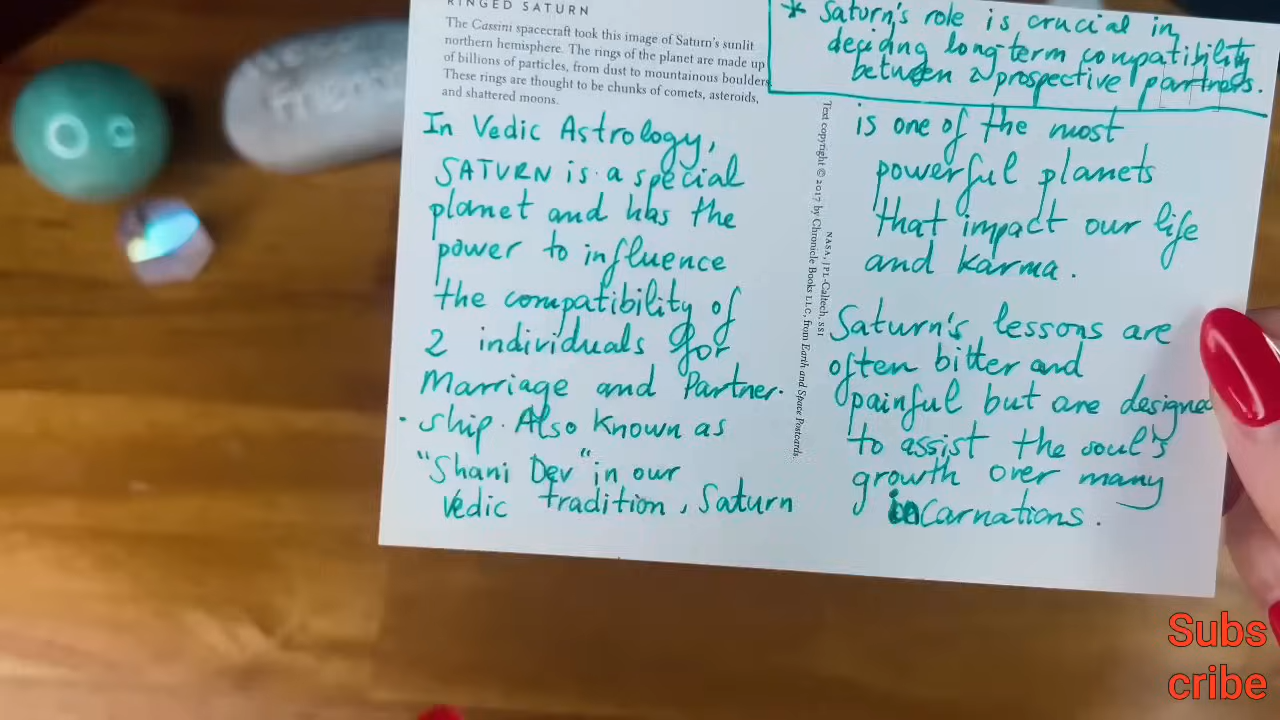 RINGED SATURN
The Cassini spacecraft took this image of Saturn's sunlit
northern hemisphere. The rings of the planet are made up
of billions of particles, from dust to mountainous boulders.
These rings are thought to be chunks of comets, asteroids,
and shattered moons.
In Vedic Astrology,
SATURN is a special
planet and has the
power to influence
the compatibility of
2 individuals for
Marriage and Partner-
-ship. Also known as
"Shani Dev" in our
Vedic tradition, Saturn
Text copyright © 2017 by Chronicle Books LLC, from Earth and Space Postcards.
NASA, JPL-Caltech, SSI
* Saturn's role is crucial in
deciding long term compatibility
between 2 prospective partners.
is one of the most
powerful planets
that impact our life
and karma.
Saturn's lessons are
often bitter and
painful but are designed
to assist the soul's
growth over many
incarnations.
Friend
Subs
cribe